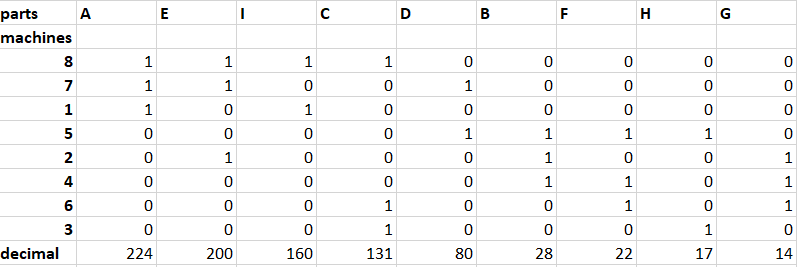 parts A E I C D B F H G
machines
8 1 1 1 1 0 0 0 0 0
7 1 1 0 0 1 0 0 0 0
1 1 0 1 0 0 0 0 0 0
5 0 0 0 0 1 1 1 1 0
2 0 1 0 0 0 1 0 0 1
4 0 0 0 0 0 1 1 0 1
6 0 0 0 1 0 0 1 0 1
3 0 0 0 1 0 0 0 1 0
decimal 224 200 160 131 80 28 22 17 14